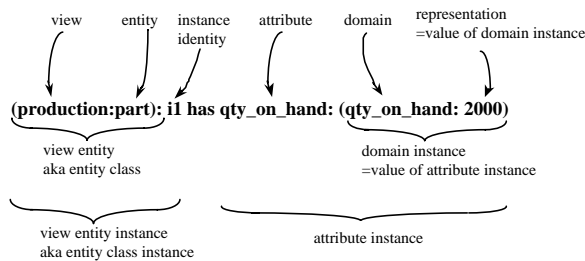 view entity instance identity attribute domain representation =value of domain instance
(production:part): i1 has qty_on_hand: (qty_on_hand: 2000)
view entity
aka entity class
domain instance
=value of attribute instance
view entity instance
aka entity class instance
attribute instance